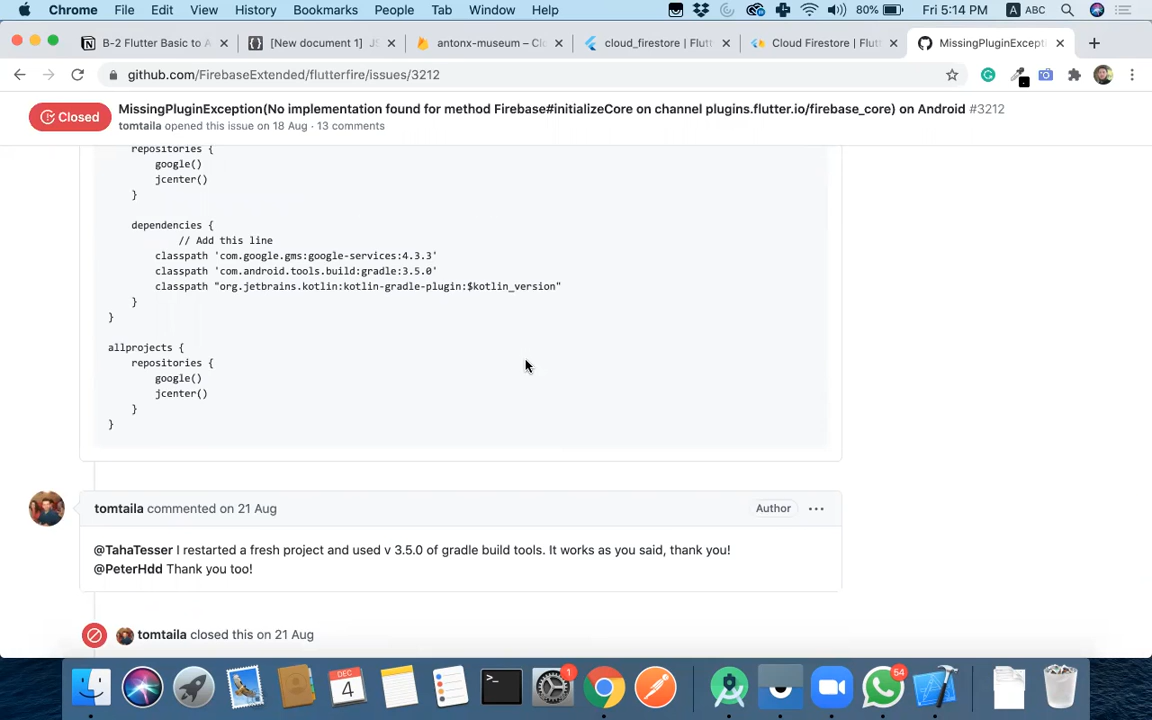 Chrome File Edit View History Bookmarks People Tab Window Help 80% Fri 5:14 PM A ABC
B-2 Flutter Basic to A [New document 1] JS antonx-museum – Clo cloud_firestore | Flutt Cloud Firestore | Flutt MissingPluginExcepti
github.com/FirebaseExtended/flutterfire/issues/3212
Closed
MissingPluginException(No implementation found for method Firebase#initializeCore on channel plugins.flutter.io/firebase_core) on Android #3212
tomtaila opened this issue on 18 Aug · 13 comments
repositories {
google()
jcenter()
}
dependencies {
// Add this line
classpath 'com.google.gms:google-services:4.3.3'
classpath 'com.android.tools.build:gradle:3.5.0'
classpath "org.jetbrains.kotlin:kotlin-gradle-plugin:$kotlin_version"
}
}
allprojects {
repositories {
google()
jcenter()
}
}
tomtaila commented on 21 Aug Author
@TahaTesser I restarted a fresh project and used v 3.5.0 of gradle build tools. It works as you said, thank you!
@PeterHdd Thank you too!
tomtaila closed this on 21 Aug
DEC
4
>_
1
54